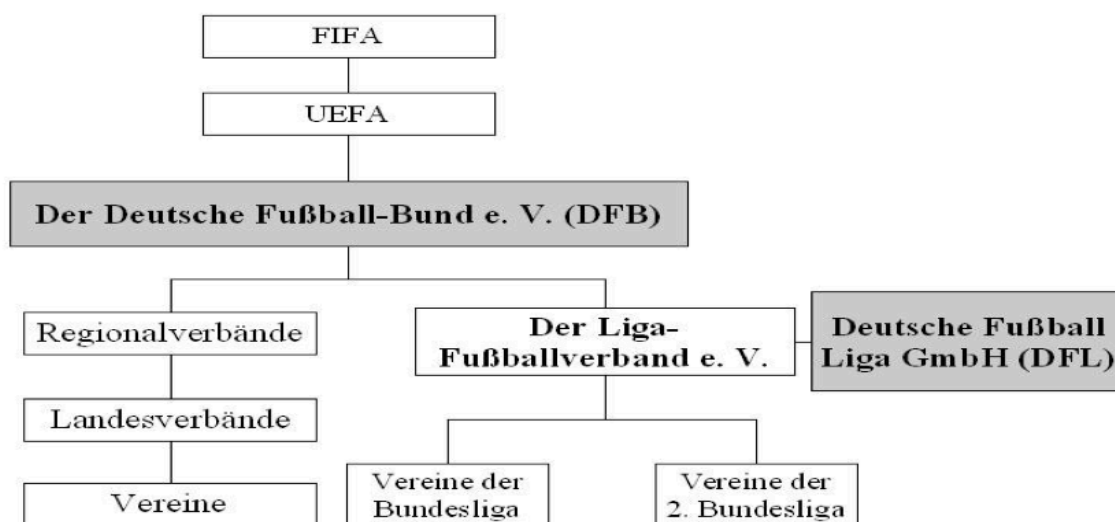 FIFA
UEFA
Der Deutsche Fußball-Bund e. V. (DFB)
Regionalverbände
Der Liga-
Fußballverband e. V.
Deutsche Fußball
Liga GmbH (DFL)
Landesverbände
Vereine
Vereine der
Bundesliga
Vereine der
2. Bundesliga